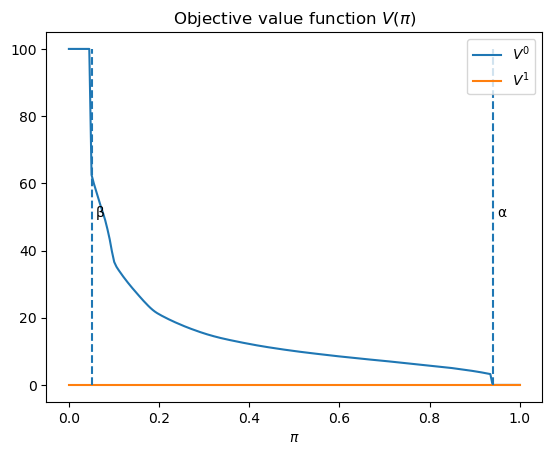 Objective value function V(π)
100
80
60
40
20
0
β
α
V⁰
V¹
0.0 0.2 0.4 0.6 0.8 1.0
π